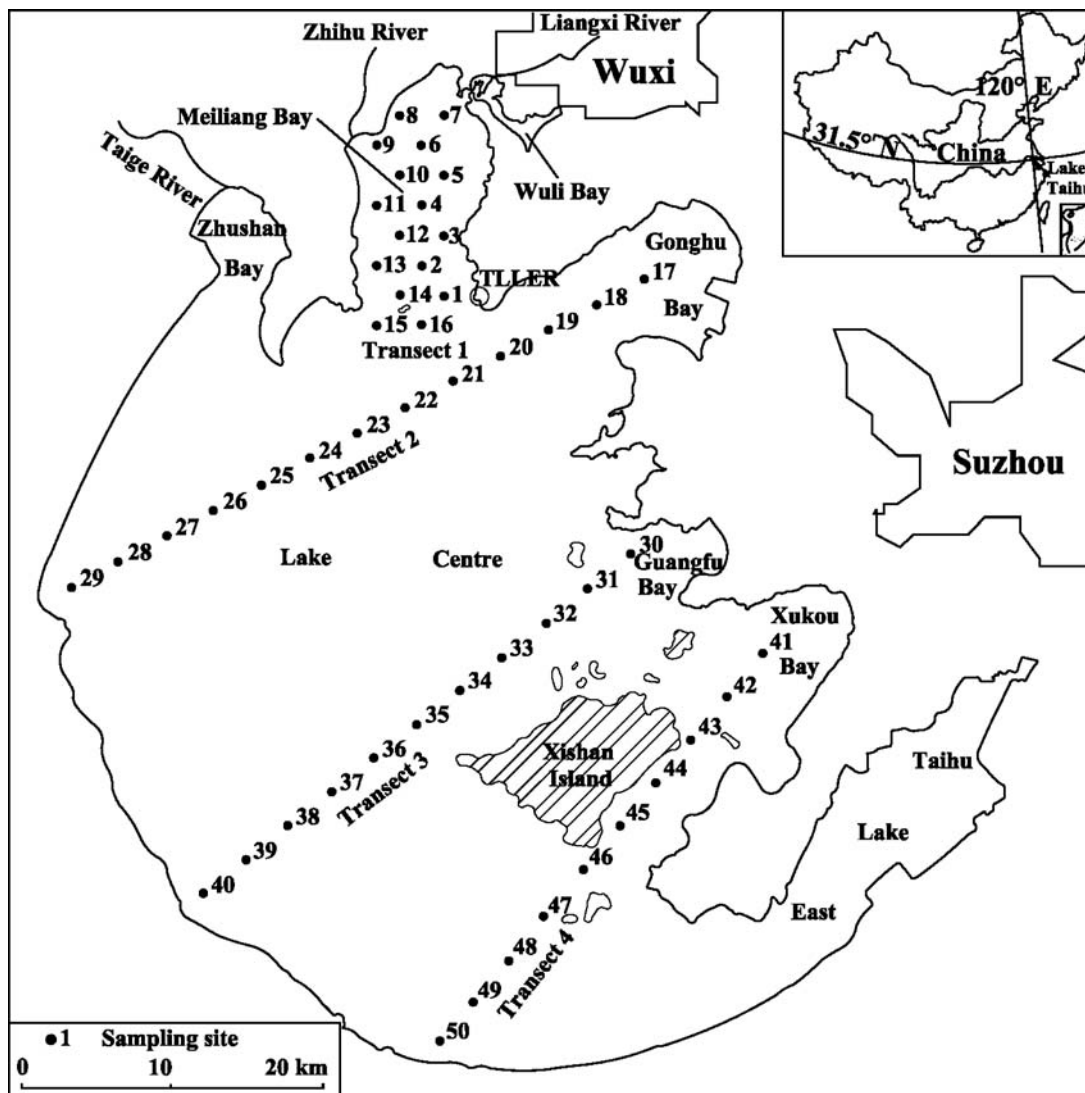 Liangxi River
Zhihu River
Wuxi
120° E
Meiliang Bay
8
7
31.5° N
China
9
6
Lake
Taihu
Taige River
10
5
Wuli Bay
11
4
Zhushan
Bay
12
3
Gonghu
Bay
13
2
17
TLLER
14
1
18
15
16
19
Transect 1
20
21
22
23
Transect 2
24
25
26
27
28
29
Suzhou
Lake Centre
30
Guangfu
Bay
31
32
Xukou
Bay
33
41
34
42
35
43
36
Xishan
Island
Taihu
37
Transect 3
44
38
45
Lake
39
46
40
47
East
48
Transect 4
49
50
1 Sampling site
0 10 20 km